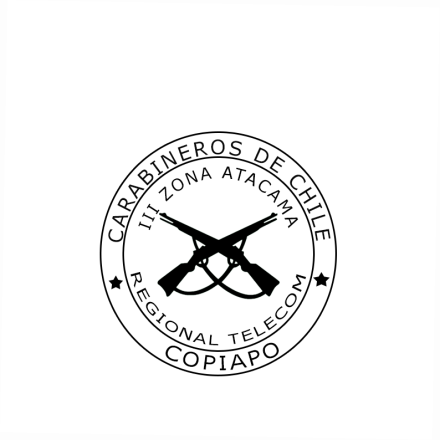 CARABINEROS DE CHILE
III ZONA ATACAMA
REGIONAL TELECOM
COPIAPO